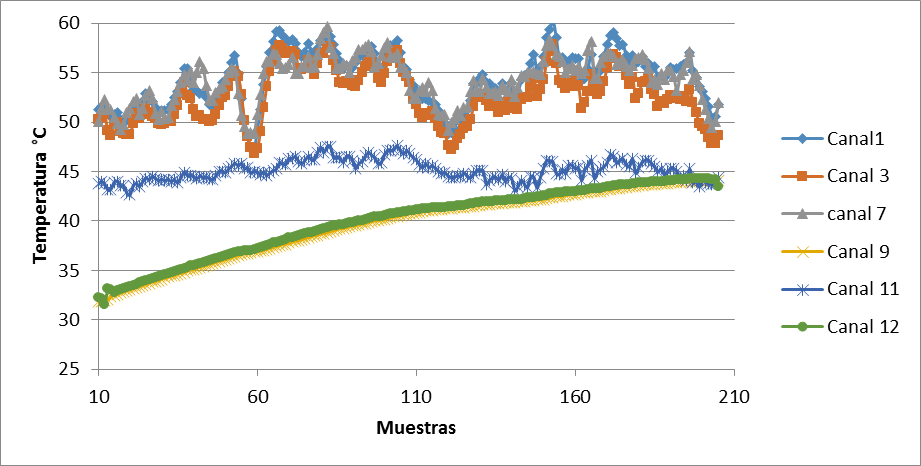 60
55
50
45
40
35
30
25
Temperatura °C
10
60
110
160
210
Muestras
Canal1
Canal 3
canal 7
Canal 9
Canal 11
Canal 12